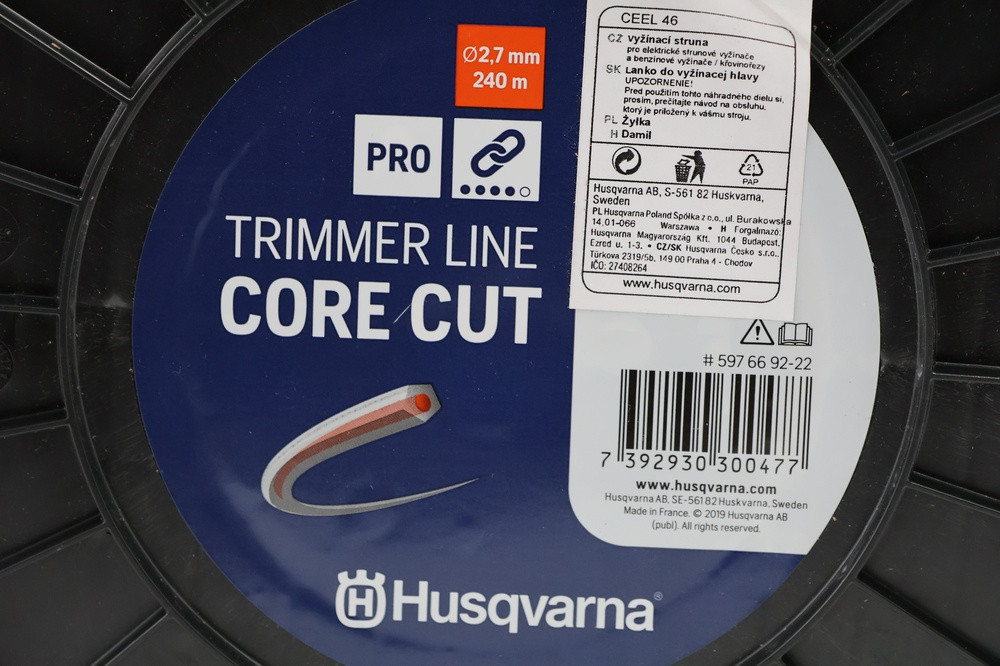 Ø2,7 mm
240 m
PRO
TRIMMER LINE
CORE CUT
H Husqvarna®
CEEL 46
CZ vyžínací struna
pro elektrické strunové vyžínače
a benzinové vyžínače / křovinořezy
SK Lanko do vyžínacej hlavy
UPOZORNENIE!
Pred použitím tohto náhradného dielu si,
prosím, prečítajte návod na obsluhu,
ktorý je priložený k vášmu stroju.
PL Żyłka
H Damil
21
PAP
Husqvarna AB, S-561 82 Huskvarna,
Sweden
PL Husqvarna Poland Spółka z o.o., ul. Burakowska
14,01-066 Warszawa • H Forgalmazó:
Husqvarna Magyarország Kft. 1044 Budapest,
Ezred u. 1-3. • CZ/SK Husqvarna Česko s.r.o.,
Türkova 2319/5b, 149 00 Praha 4 - Chodov
IČO: 27408264
www.husqvarna.com
# 597 66 92-22
7 392930 300477
www.husqvarna.com
Husqvarna AB, SE-561 82 Huskvarna, Sweden
Made in France. © 2019 Husqvarna AB
(publ). All rights reserved.